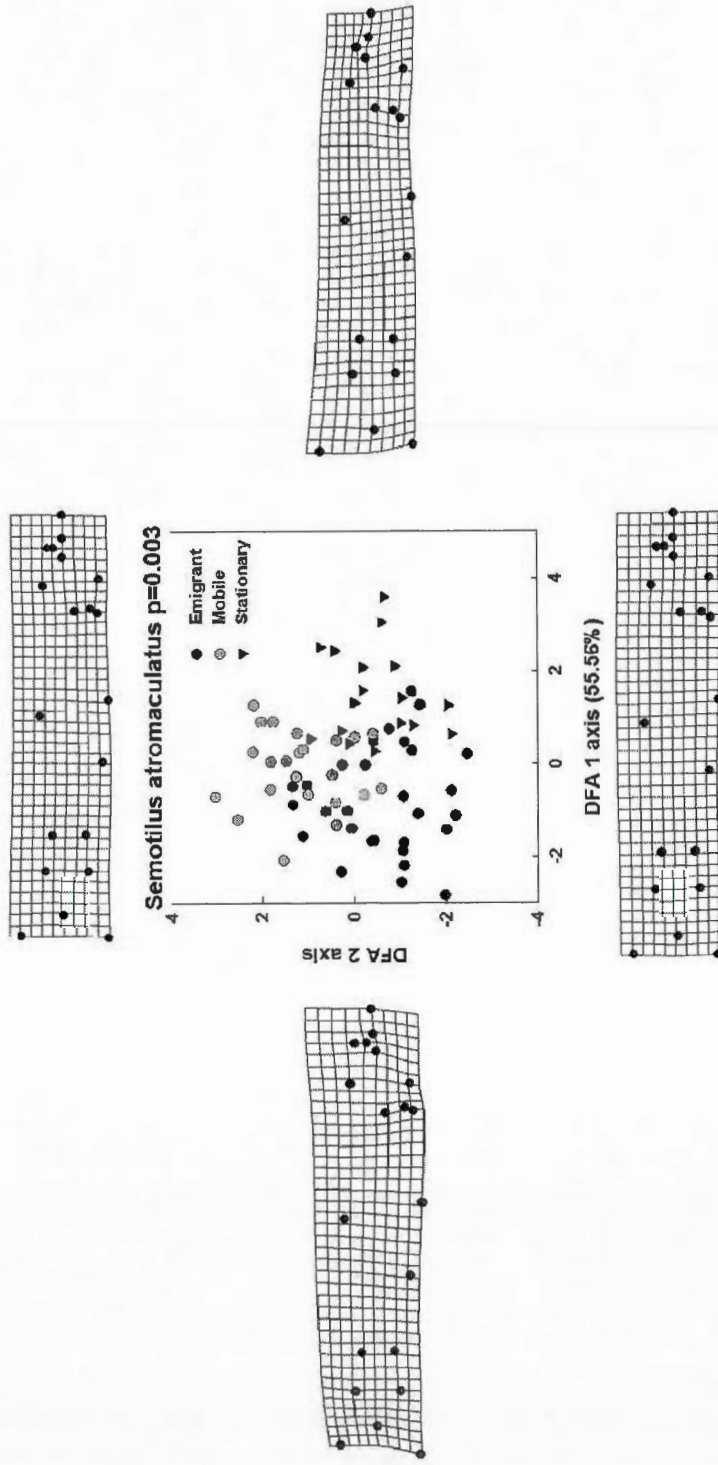 Semotilus atromaculatus p=0.003
Emigrant
Mobile
Stationary
4
2
0
-2
-4
DFA 2 axis
-2
0
2
4
DFA 1 axis (55.56%)